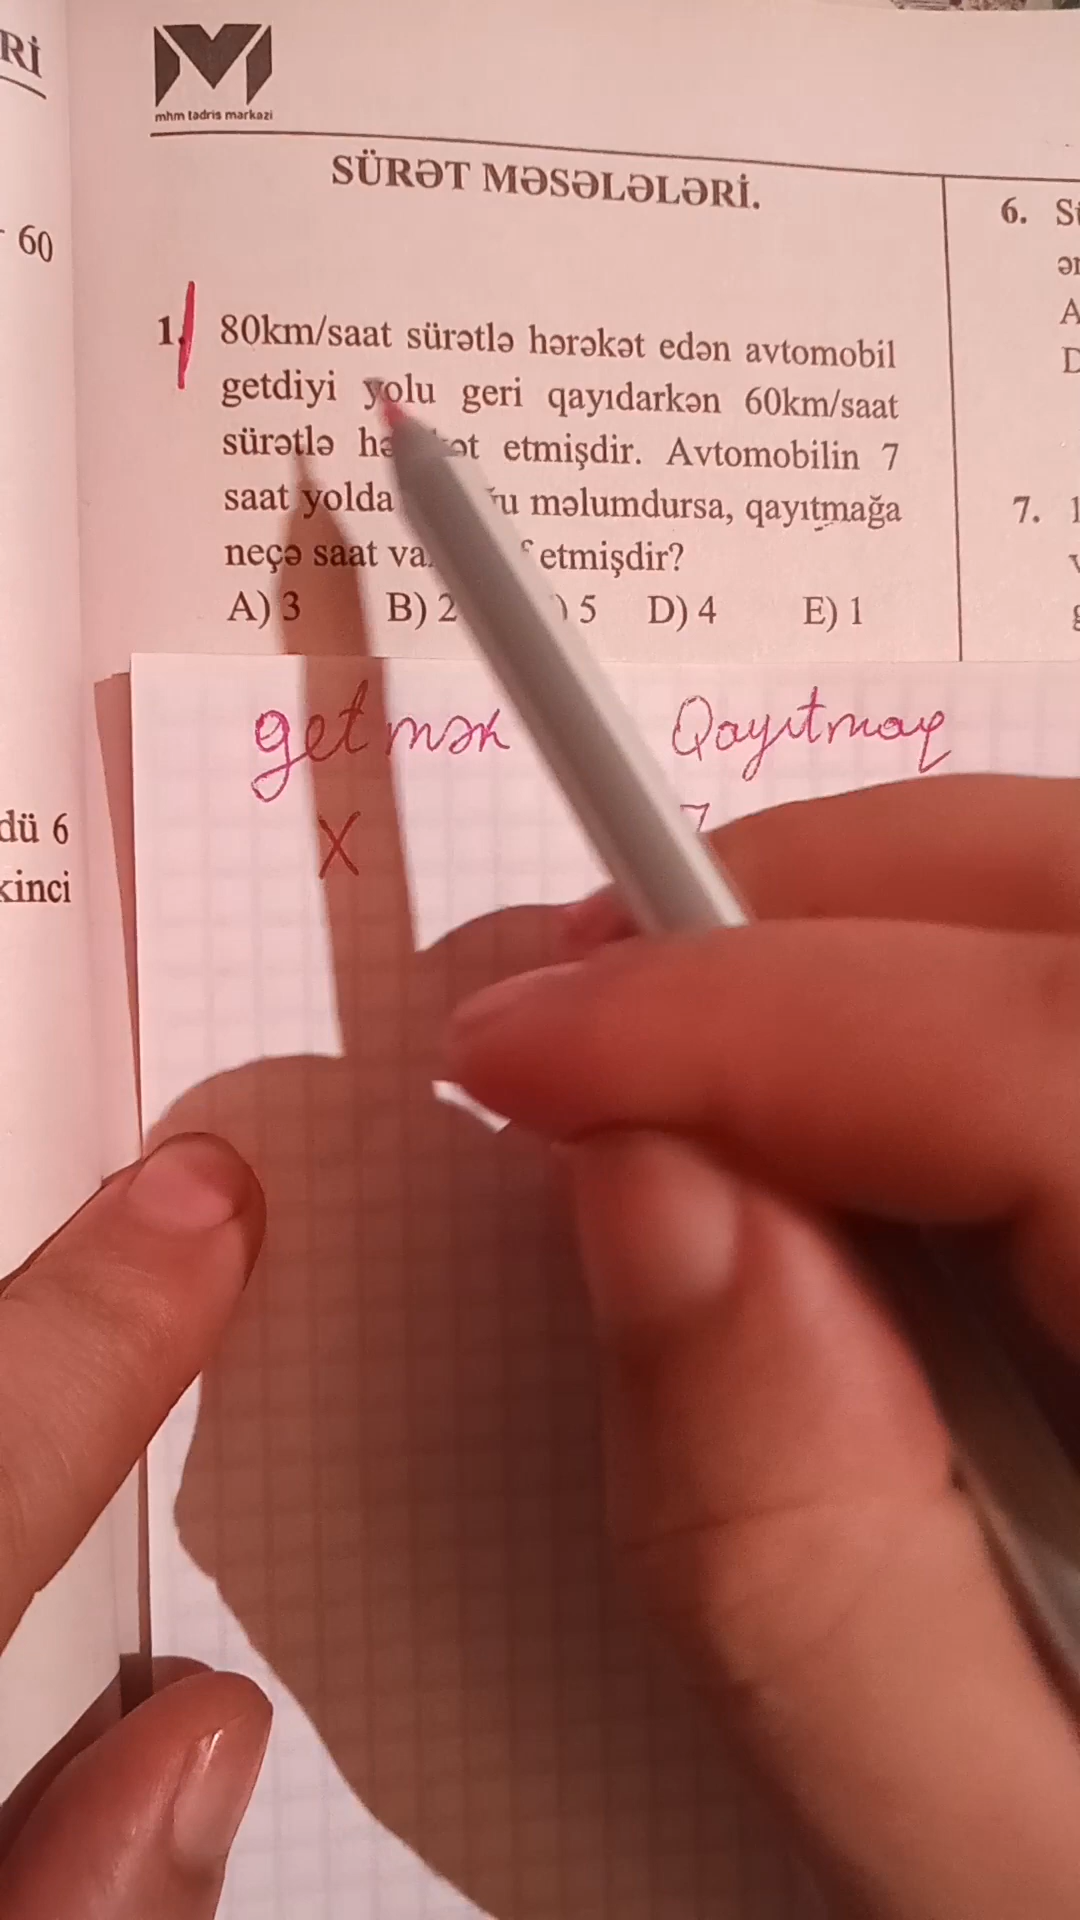 Rİ
mhm tədris mərkəzi
SÜRƏT MƏSƏLƏLƏRİ.
60
1. 80km/saat sürətlə hərəkət edən avtomobil
getdiyi yolu geri qayıdarkən 60km/saat
sürətlə etmişdir. Avtomobilin 7
saat yolda məlumdursa, qayıtmağa
neçə saat etmişdir?
A) 3 B) 2 ) 5 D) 4 E) 1
getmək Qayıtmaq
X 7
dü 6
kinci
6.
A
7.